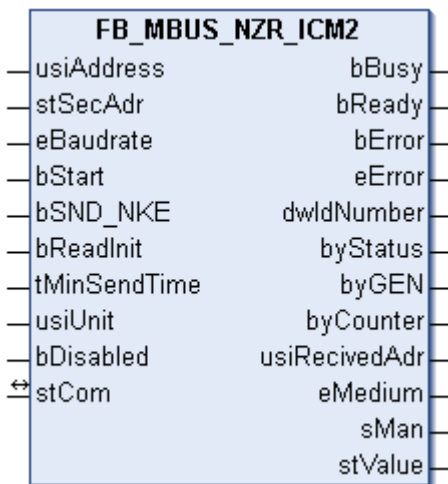 FB_MBUS_NZR_ICM2
usiAddress bBusy
stSecAdr bReady
eBaudrate bError
bStart eError
bSND_NKE dwIdNumber
bReadInit byStatus
tMinSendTime byGEN
usiUnit byCounter
bDisabled usiRecivedAdr
stCom eMedium
sMan
stValue